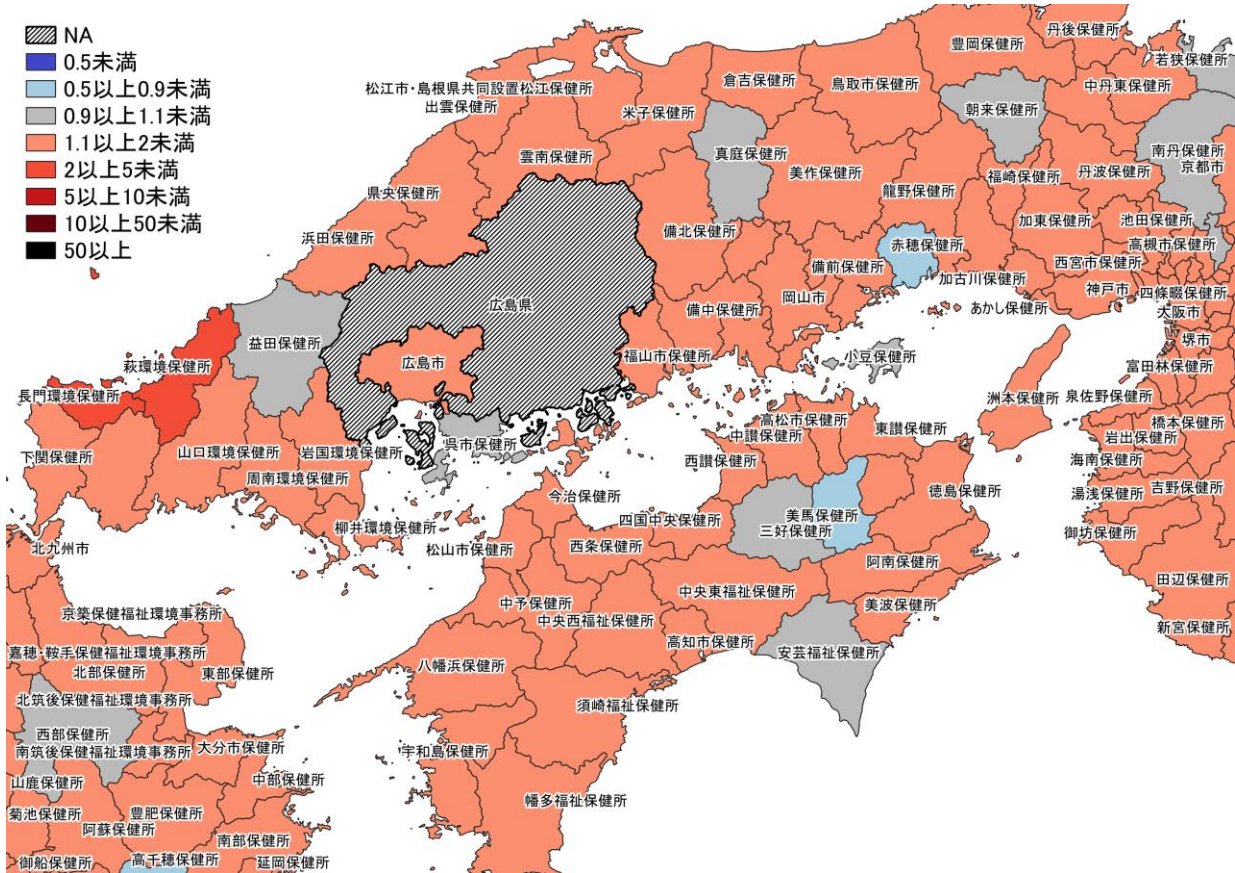 NA
0.5未満
0.5以上0.9未満
0.9以上1.1未満
1.1以上2未満
2以上5未満
5以上10未満
10以上50未満
50以上
豊岡保健所
丹後保健所
若狭保健所
松江市・島根県共同設置松江保健所
倉吉保健所
鳥取市保健所
中丹東保健所
出雲保健所
米子保健所
朝来保健所
雲南保健所
真庭保健所
美作保健所
南丹保健所
京都市
福崎保健所
丹波保健所
県央保健所
龍野保健所
浜田保健所
備北保健所
加東保健所
池田保健所
赤穂保健所
高槻市保健所
備前保健所
西宮市保健所
加古川保健所
神戸市
四條畷保健所
岡山市
広島県
備中保健所
あかし保健所
大阪市
益田保健所
堺市
広島市
福山市保健所
小豆保健所
萩環境保健所
富田林保健所
長門環境保健所
洲本保健所
泉佐野保健所
高松市保健所
東讃保健所
橋本保健所
中讃保健所
岩出保健所
呉市保健所
下関保健所
山口環境保健所
岩国環境保健所
西讃保健所
海南保健所
周南環境保健所
吉野保健所
徳島保健所
湯浅保健所
今治保健所
美馬保健所
四国中央保健所
柳井環境保健所
三好保健所
御坊保健所
北九州市
松山市保健所
西条保健所
阿南保健所
田辺保健所
中央東福祉保健所
中予保健所
美波保健所
京築保健福祉環境事務所
中央西福祉保健所
新宮保健所
高知市保健所
安芸福祉保健所
嘉穂・鞍手保健福祉環境事務所
八幡浜保健所
北部保健所
東部保健所
北筑後保健福祉環境事務所
須崎福祉保健所
西部保健所
南筑後保健福祉環境事務所
大分市保健所
宇和島保健所
山鹿保健所
中部保健所
幡多福祉保健所
菊池保健所
豊肥保健所
阿蘇保健所
南部保健所
御船保健所
高千穂保健所
延岡保健所